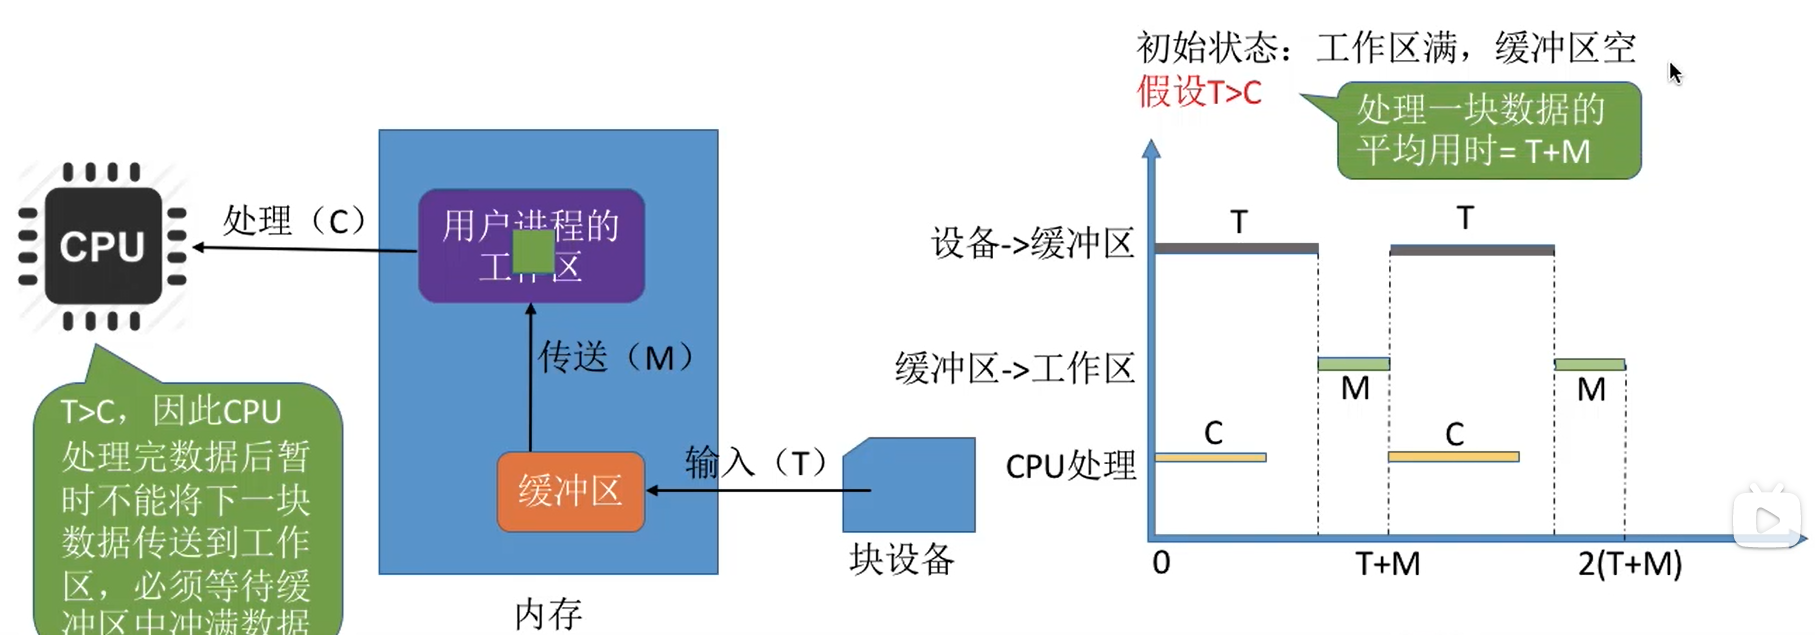 初始状态：工作区满，缓冲区空
假设T>C
处理一块数据的
平均用时= T+M
CPU
处理（C）
用户进程的
工作区
传送（M）
缓冲区
输入（T）
块设备
内存
T>C，因此CPU
处理完数据后暂
时不能将下一块
数据传送到工作
区，必须等待缓
冲区中冲满数据
设备->缓冲区
T
T
缓冲区->工作区
M
M
CPU处理
C
C
0
T+M
2(T+M)